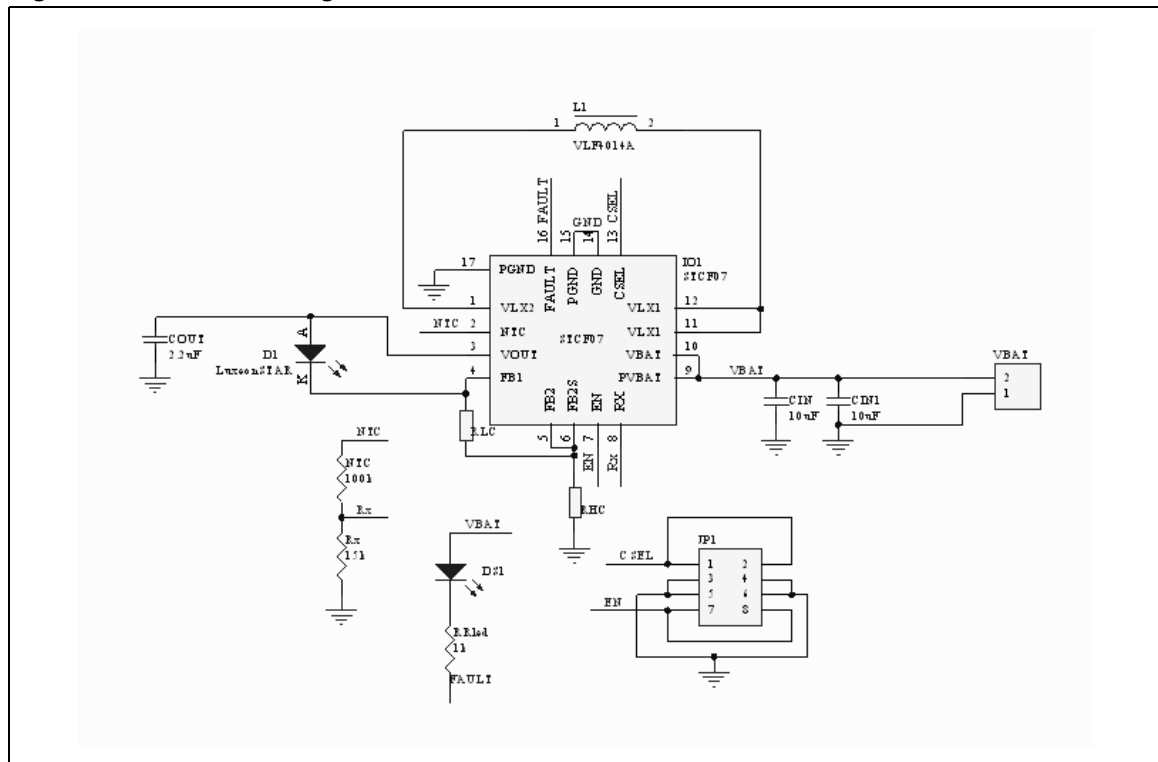 L1
1 2
VLF4014A
16 FAULT
15
GND
14
13 CSEL
IO1
STCF07
17 PGND
FAULT
PGND
GND
CSEL
1 VLX2
VLX1 12
NTC 2 NTC
VLX1 11
STCF07
3 VOUT
VBAT 10
4 FB1
PVBAT 9
VBAT
VBAT
2
1
COUT
2.2uF
A
D1
LuxeonSTAR
K
CIN
10uF
CIN1
10uF
FB2
FB2S
EN
RX
5
6
7 EN
8 Rx
RLC
RHC
NTC
NTC
100k
Rx
Rx
15k
VBAT
DS1
RRled
1k
FAULT
JP1
CSEL
1 2
3 4
5 6
EN
7 8